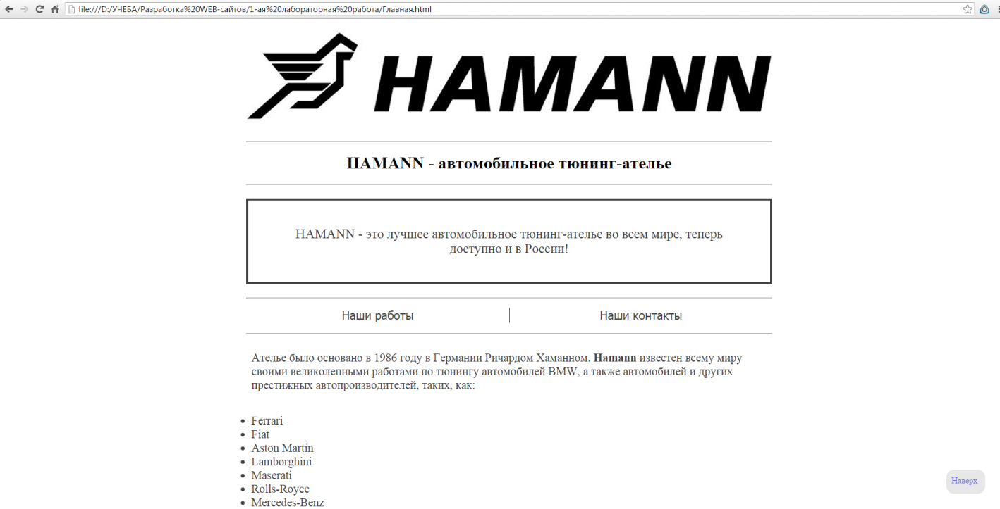 file:///D:/УЧЕБА/Разработка%20WEB-сайтов/1-ая%20лабораторная%20работа/Главная.html
HAMANN
HAMANN - автомобильное тюнинг-ателье
HAMANN - это лучшее автомобильное тюнинг-ателье во всем мире, теперь
доступно и в России!
Наши работы
Наши контакты
Ателье было основано в 1986 году в Германии Ричардом Хаманном. Hamann известен всему миру
своими великолепными работами по тюнингу автомобилей BMW, а также автомобилей и других
престижных автопроизводителей, таких, как:
Ferrari
Fiat
Aston Martin
Lamborghini
Maserati
Rolls-Royce
Mercedes-Benz
Наверх